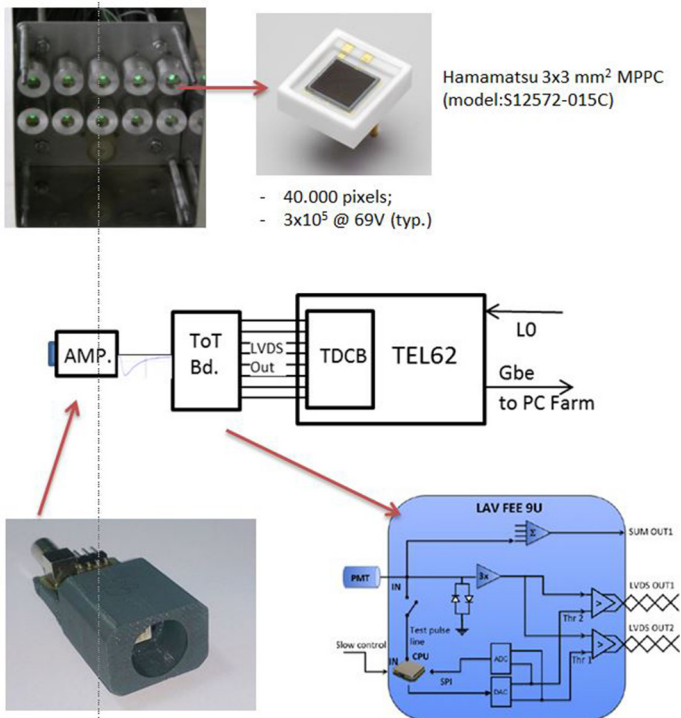 Hamamatsu 3x3 mm² MPPC
(model:S12572-015C)
- 40.000 pixels;
- 3x10⁵ @ 69V (typ.)
AMP.
ToT
Bd.
LVDS
Out
TDCB
TEL62
L0
Gbe
to PC Farm
LAV FEE 9U
Σ
SUM OUT1
PMT
IN
3x
LVDS OUT1
>
Thr 2
Test pulse
line
LVDS OUT2
>
Slow control
IN
CPU
ADC
Thr 1
SPI
DAC